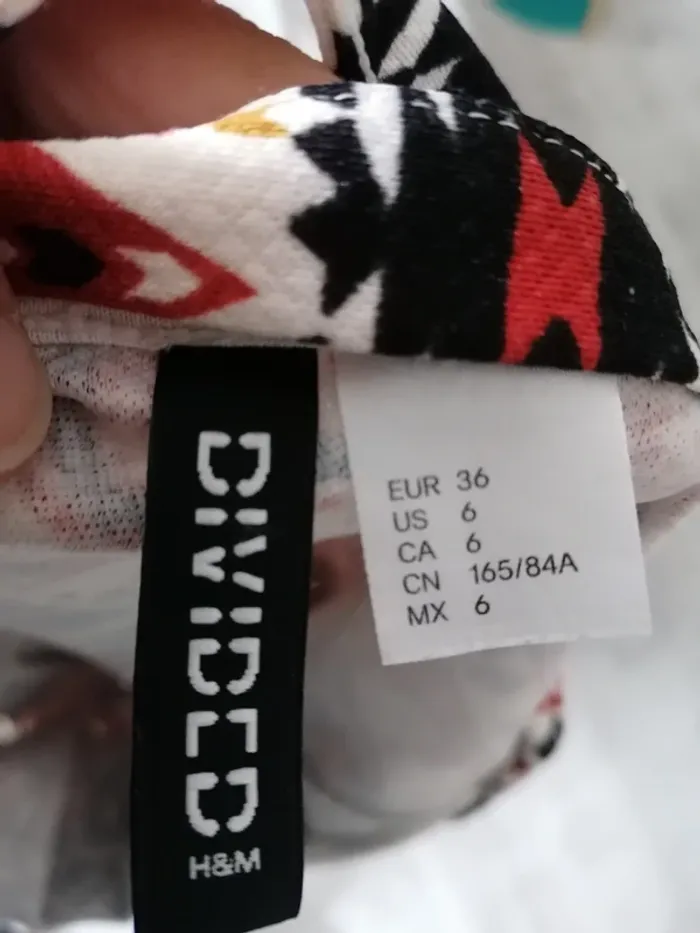 DIVIDED
H&M
EUR 36
US 6
CA 6
CN 165/84A
MX 6